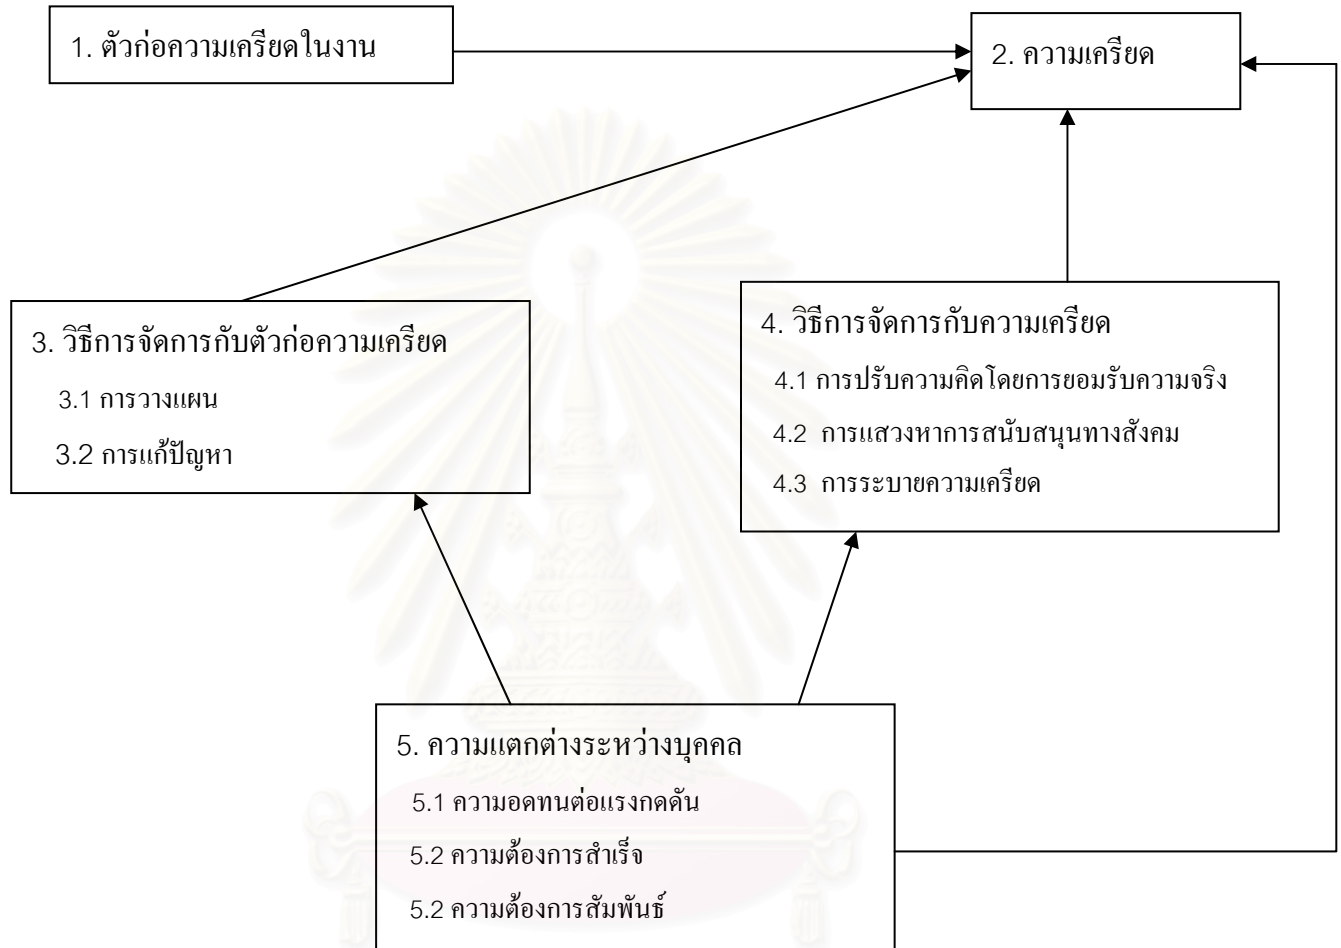 1. ตัวก่อความเครียดในงาน
2. ความเครียด
3. วิธีการจัดการกับตัวก่อความเครียด
3.1 การวางแผน
3.2 การแก้ปัญหา
4. วิธีการจัดการกับความเครียด
4.1 การปรับความคิดโดยการยอมรับความจริง
4.2 การแสวงหาการสนับสนุนทางสังคม
4.3 การระบายความเครียด
5. ความแตกต่างระหว่างบุคคล
5.1 ความอดทนต่อแรงกดดัน
5.2 ความต้องการสำเร็จ
5.2 ความต้องการสัมพันธ์